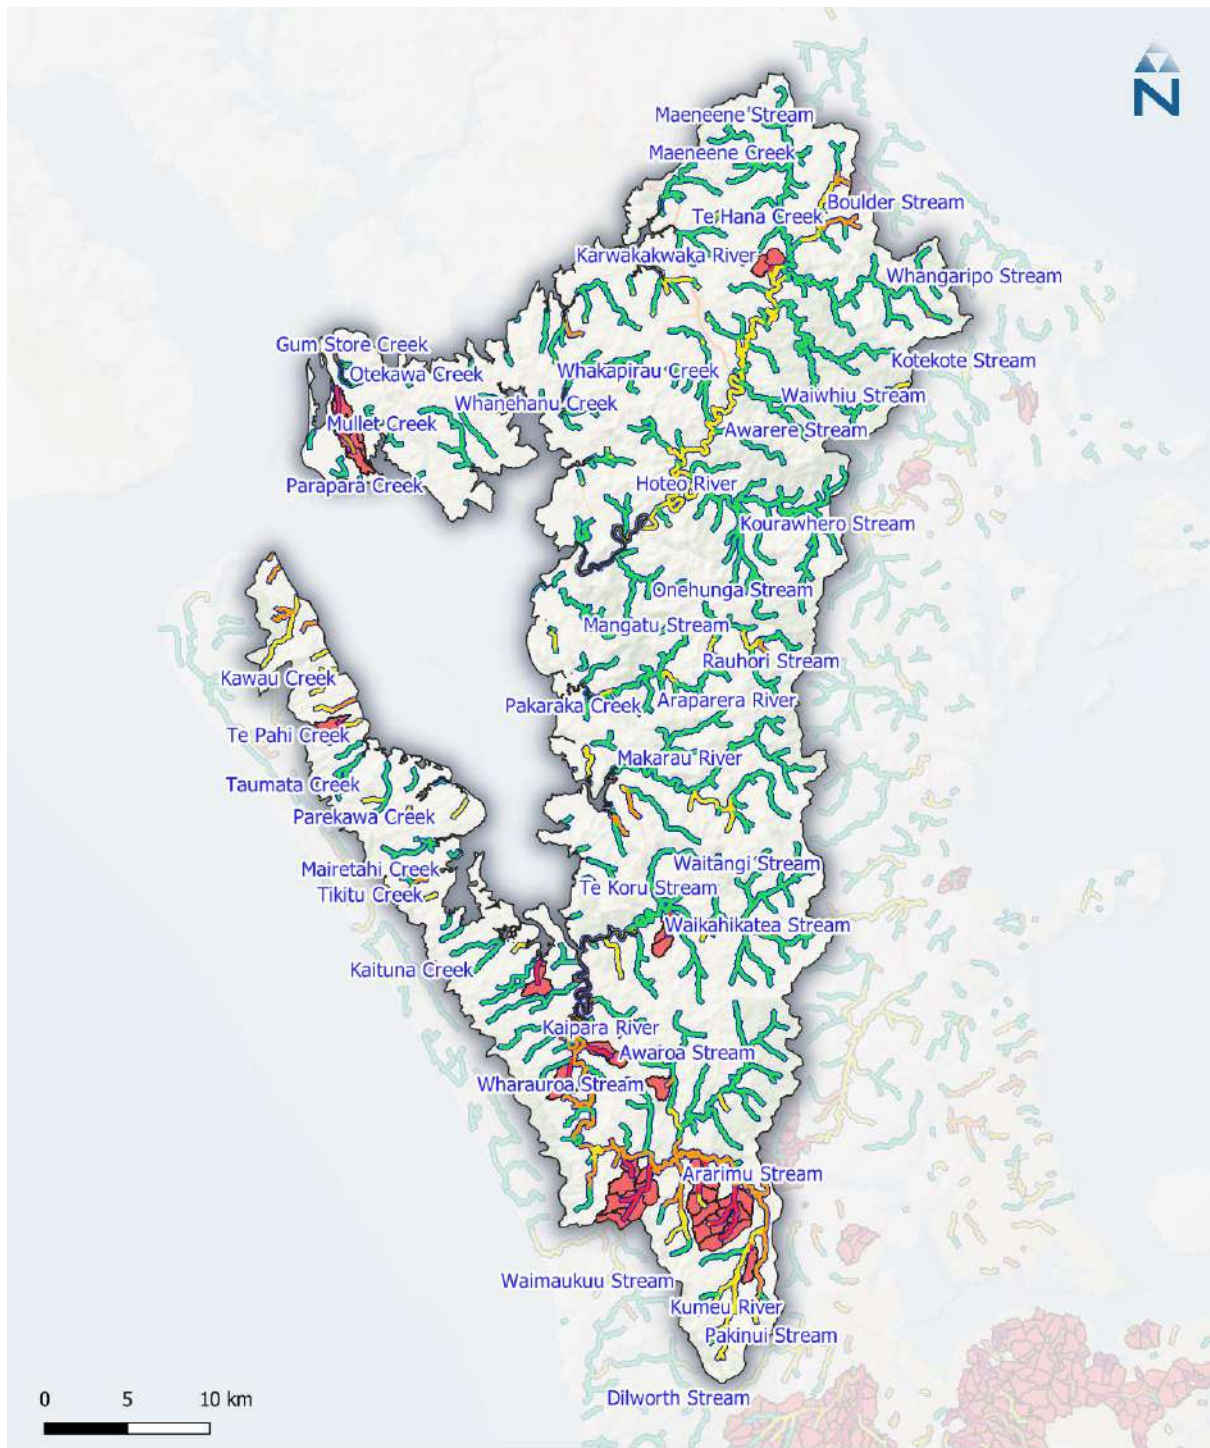 N
Maeneene Stream
Maeneene Creek
Boulder Stream
Te Hana Creek
Karwakakwaka River
Whangaripo Stream
Gum Store Creek
Kotekote Stream
Otekawa Creek
Whakapirau Creek
Waiwhiu Stream
Whanehanu Creek
Mullet Creek
Awarere Stream
Parapara Creek
Hoteo River
Kourawhero Stream
Onehunga Stream
Mangatu Stream
Rauhori Stream
Kawau Creek
Pakaraka Creek
Araparera River
Te Pahi Creek
Makarau River
Taumata Creek
Parekawa Creek
Waitangi Stream
Mairetahi Creek
Te Koru Stream
Tikitu Creek
Waikahikatea Stream
Kaituna Creek
Kaipara River
Awaroa Stream
Wharauroa Stream
Ararimu Stream
Waimaukuu Stream
Kumeu River
Pakinui Stream
Dilworth Stream
0 5 10 km